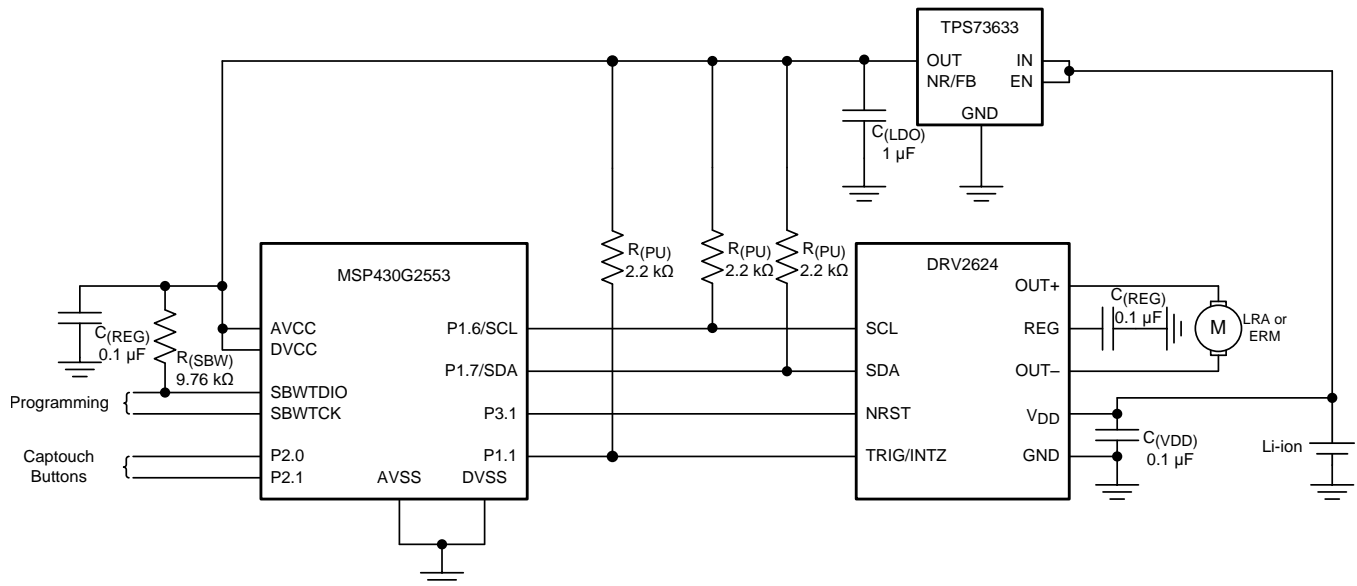 TPS73633
OUT
IN
NR/FB
EN
GND
C(LDO)
1 µF
R(PU)
2.2 kΩ
R(PU)
2.2 kΩ
R(PU)
2.2 kΩ
MSP430G2553
DRV2624
C(REG)
0.1 µF
R(SBW)
9.76 kΩ
AVCC
DVCC
SBWTDIO
SBWTCK
P2.0
P2.1
AVSS
DVSS
P1.6/SCL
P1.7/SDA
P3.1
P1.1
Programming
Captouch
Buttons
SCL
SDA
NRST
TRIG/INTZ
OUT+
REG
OUT–
VDD
GND
C(REG)
0.1 µF
M
LRA or
ERM
C(VDD)
0.1 µF
Li-ion